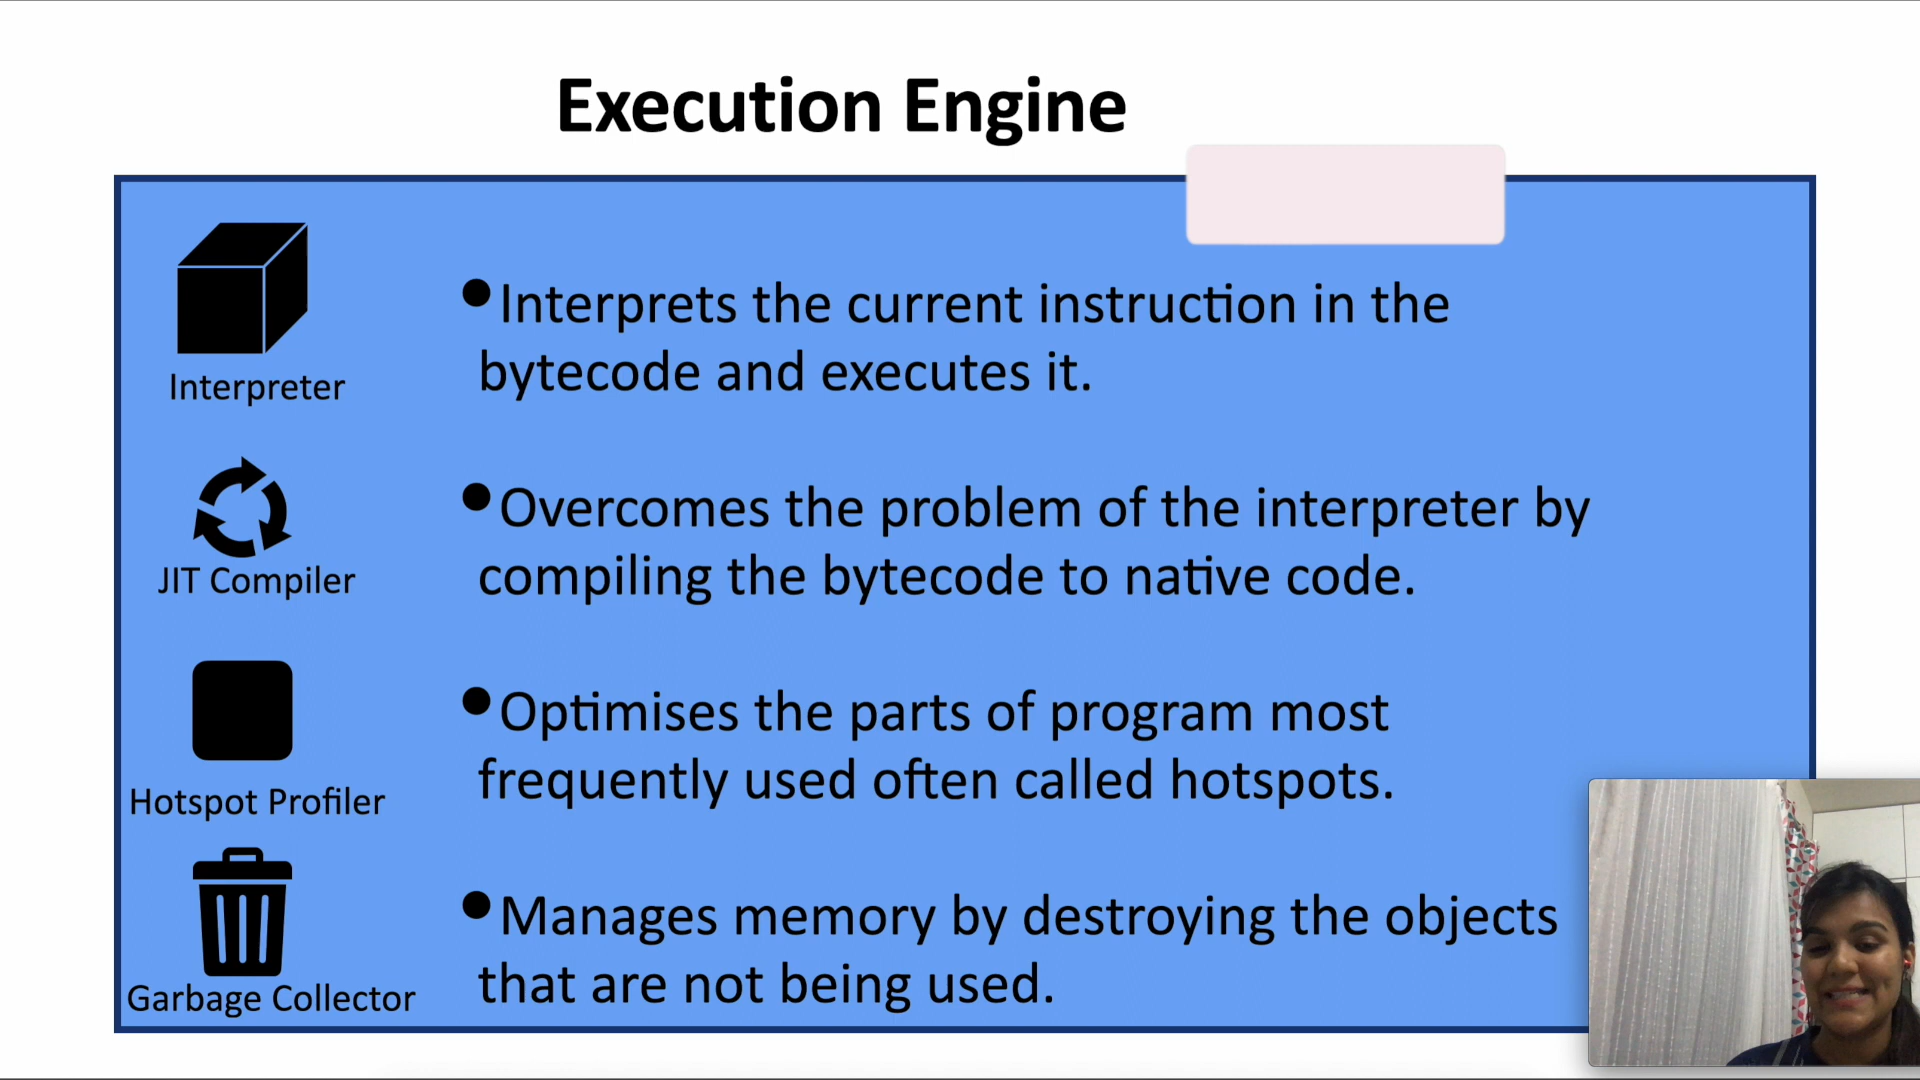 Execution Engine
Interpreter
•Interprets the current instruction in the
bytecode and executes it.
JIT Compiler
•Overcomes the problem of the interpreter by
compiling the bytecode to native code.
Hotspot Profiler
•Optimises the parts of program most
frequently used often called hotspots.
Garbage Collector
•Manages memory by destroying the objects
that are not being used.